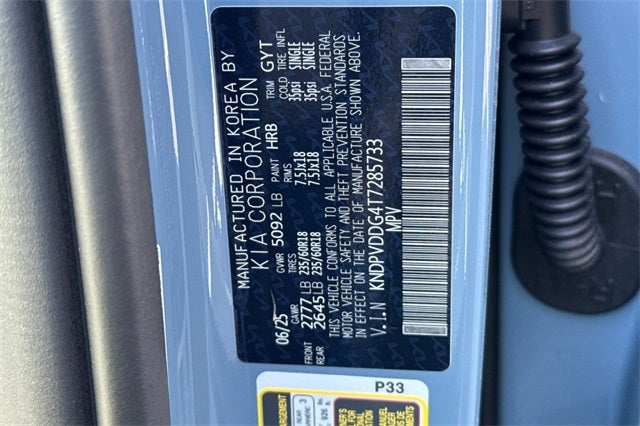 MANUFACTURED IN KOREA BY
KIA CORPORATION
06/25 GVWR 5092 LB PAINT HRB TRIM GYT
GAWR TIRES RIMS COLD TIRE INFL
FRONT 2777 LB 235/60R18 7.5JX18 35psi SINGLE
REAR 2645LB 235/60R18 7.5JX18 35psi SINGLE
THIS VEHICLE CONFORMS TO ALL APPLICABLE U.S.A. FEDERAL
MOTOR VEHICLE SAFETY AND THEFT PREVENTION STANDARDS
IN EFFECT ON THE DATE OF MANUFACTURE SHOWN ABOVE.
V.I.N KNDPVDDG4T7285733
MPV
P33